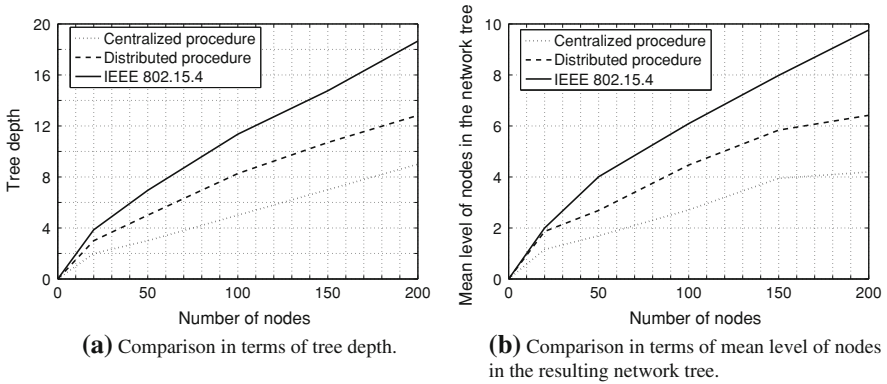 Tree depth
20
16
12
8
4
0
Centralized procedure
Distributed procedure
IEEE 802.15.4
0 50 100 150 200
Number of nodes
(a) Comparison in terms of tree depth.
Mean level of nodes in the network tree
10
8
6
4
2
0
Centralized procedure
Distributed procedure
IEEE 802.15.4
0 50 100 150 200
Number of nodes
(b) Comparison in terms of mean level of nodes
in the resulting network tree.